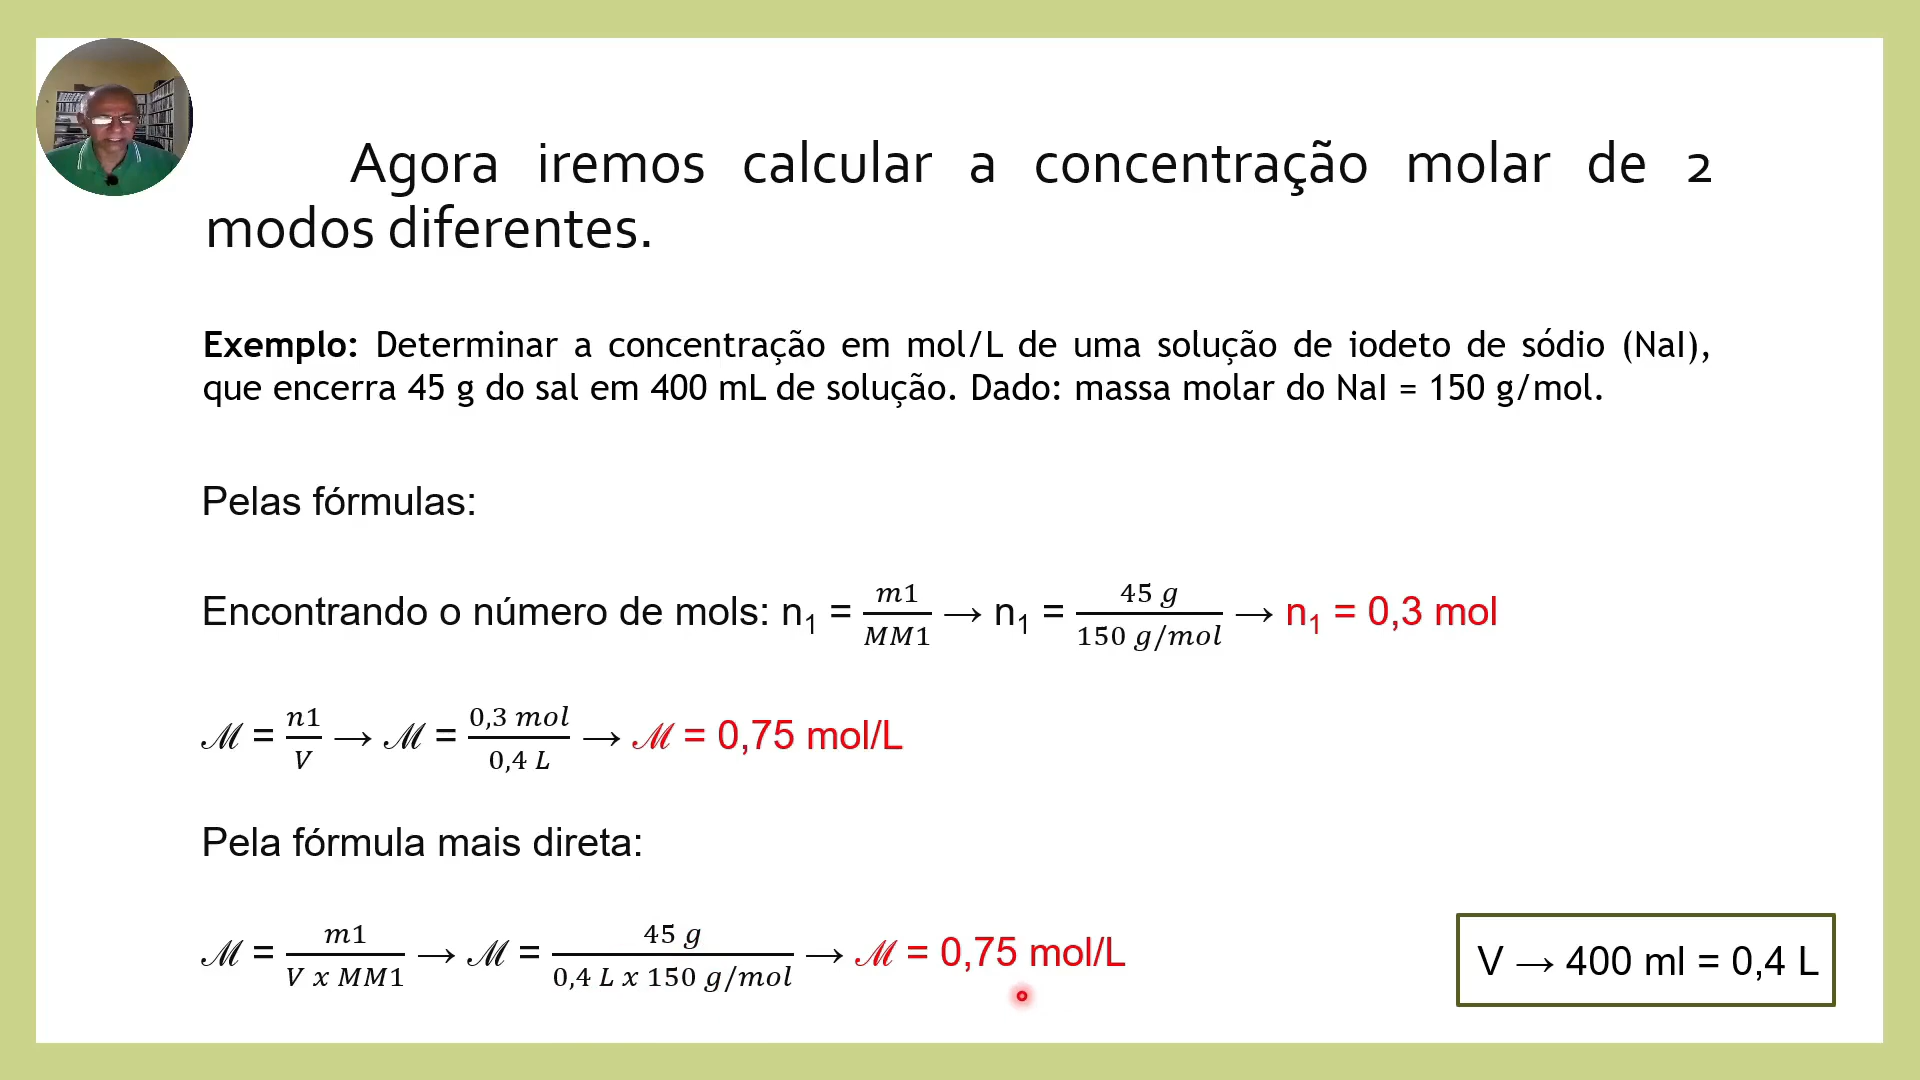 Agora iremos calcular a concentração molar de 2
modos diferentes.
Exemplo: Determinar a concentração em mol/L de uma solução de iodeto de sódio (NaI),
que encerra 45 g do sal em 400 mL de solução. Dado: massa molar do NaI = 150 g/mol.
Pelas fórmulas:
Encontrando o número de mols: n₁ = m1/MM1 → n₁ = 45 g/150 g/mol → n₁ = 0,3 mol
ℳ = n1/V → ℳ = 0,3 mol/0,4 L → ℳ = 0,75 mol/L
Pela fórmula mais direta:
ℳ = m1/V x MM1 → ℳ = 45 g/0,4 L x 150 g/mol → ℳ = 0,75 mol/L
V → 400 ml = 0,4 L